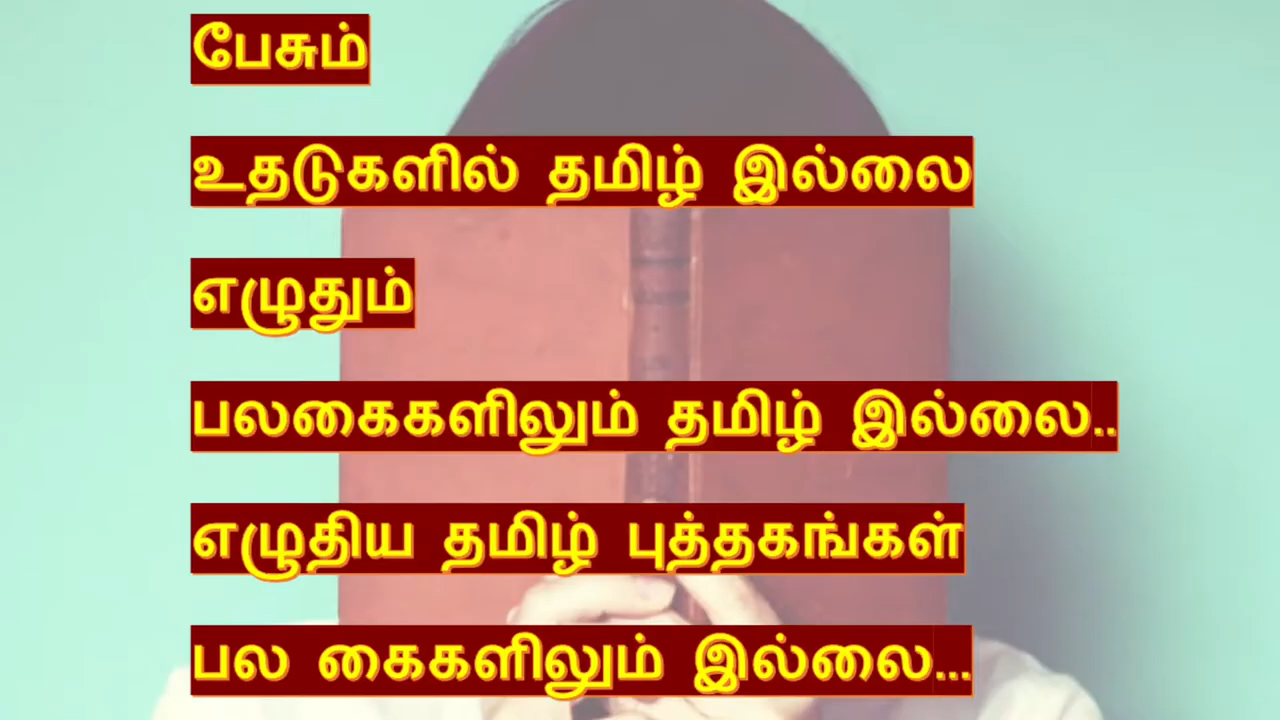 பேசும்
உதடுகளில் தமிழ் இல்லை
எழுதும்
பலகைகளிலும் தமிழ் இல்லை..
எழுதிய தமிழ் புத்தகங்கள்
பல கைகளிலும் இல்லை...